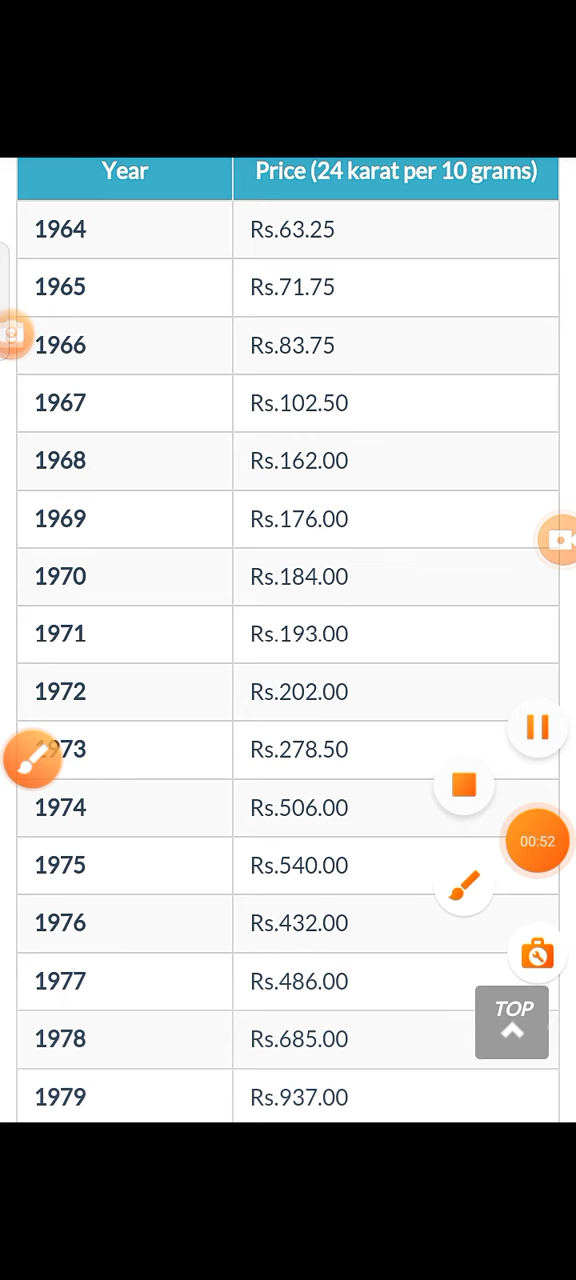 Year Price (24 karat per 10 grams)
1964 Rs.63.25
1965 Rs.71.75
1966 Rs.83.75
1967 Rs.102.50
1968 Rs.162.00
1969 Rs.176.00
1970 Rs.184.00
1971 Rs.193.00
1972 Rs.202.00
973 Rs.278.50
1974 Rs.506.00
1975 Rs.540.00
00:52
1976 Rs.432.00
1977 Rs.486.00
TOP
1978 Rs.685.00
1979 Rs.937.00